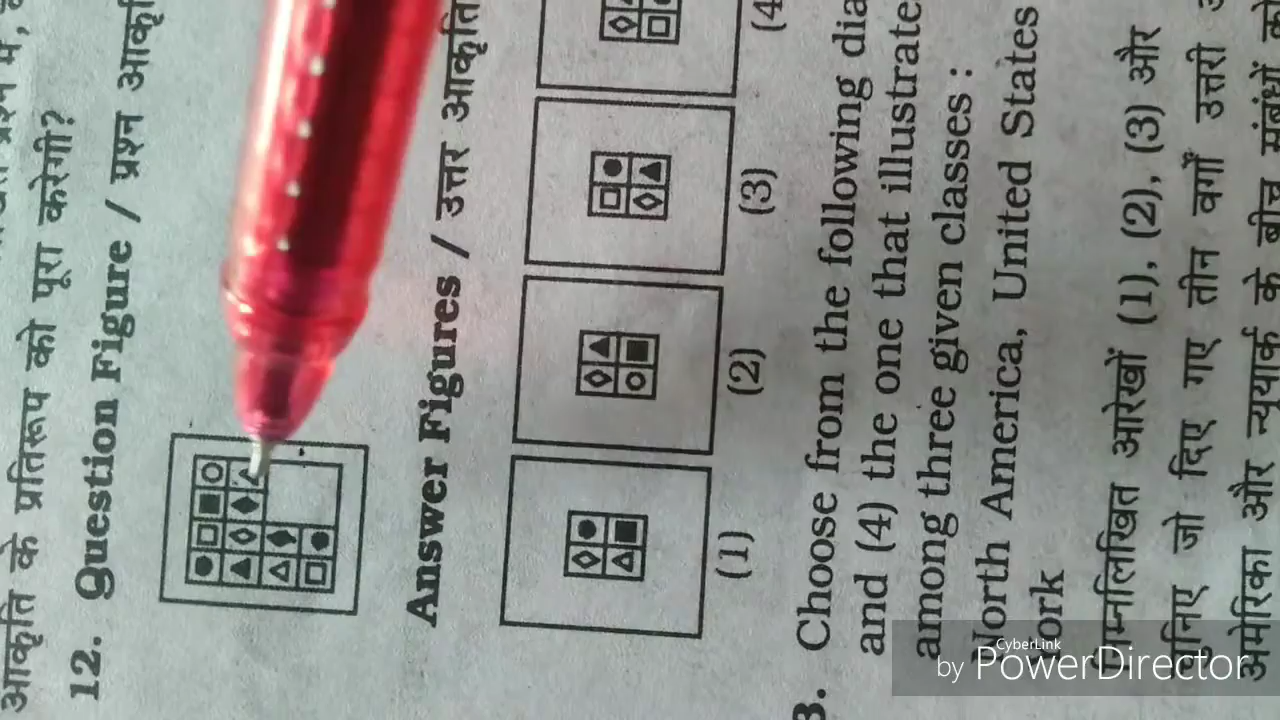 आकृति के प्रतिरूप को पूरा करेगी?
12. Question Figure / प्रश्न आकृति
Answer Figures / उत्तर आकृति
(1) (2) (3) (4
Choose from the following dia
and (4) the one that illustrate
among three given classes :
North America, United States
York
निम्नलिखित आरेखों (1), (2), (3) और
चुनिए जो दिए गए तीन वर्गों उत्तरी
अमेरिका और न्यूयार्क के बीच संबंधों को
CyberLink
by PowerDirector